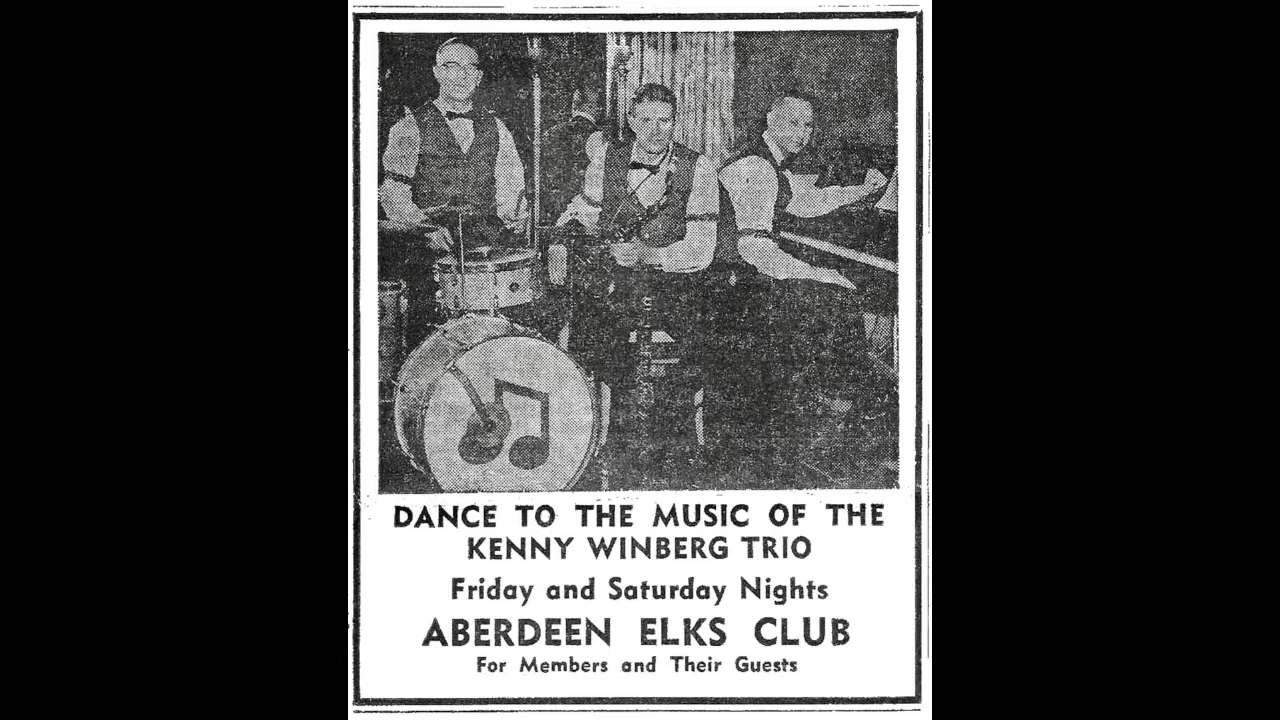 DANCE TO THE MUSIC OF THE
KENNY WINBERG TRIO
Friday and Saturday Nights
ABERDEEN ELKS CLUB
For Members and Their Guests